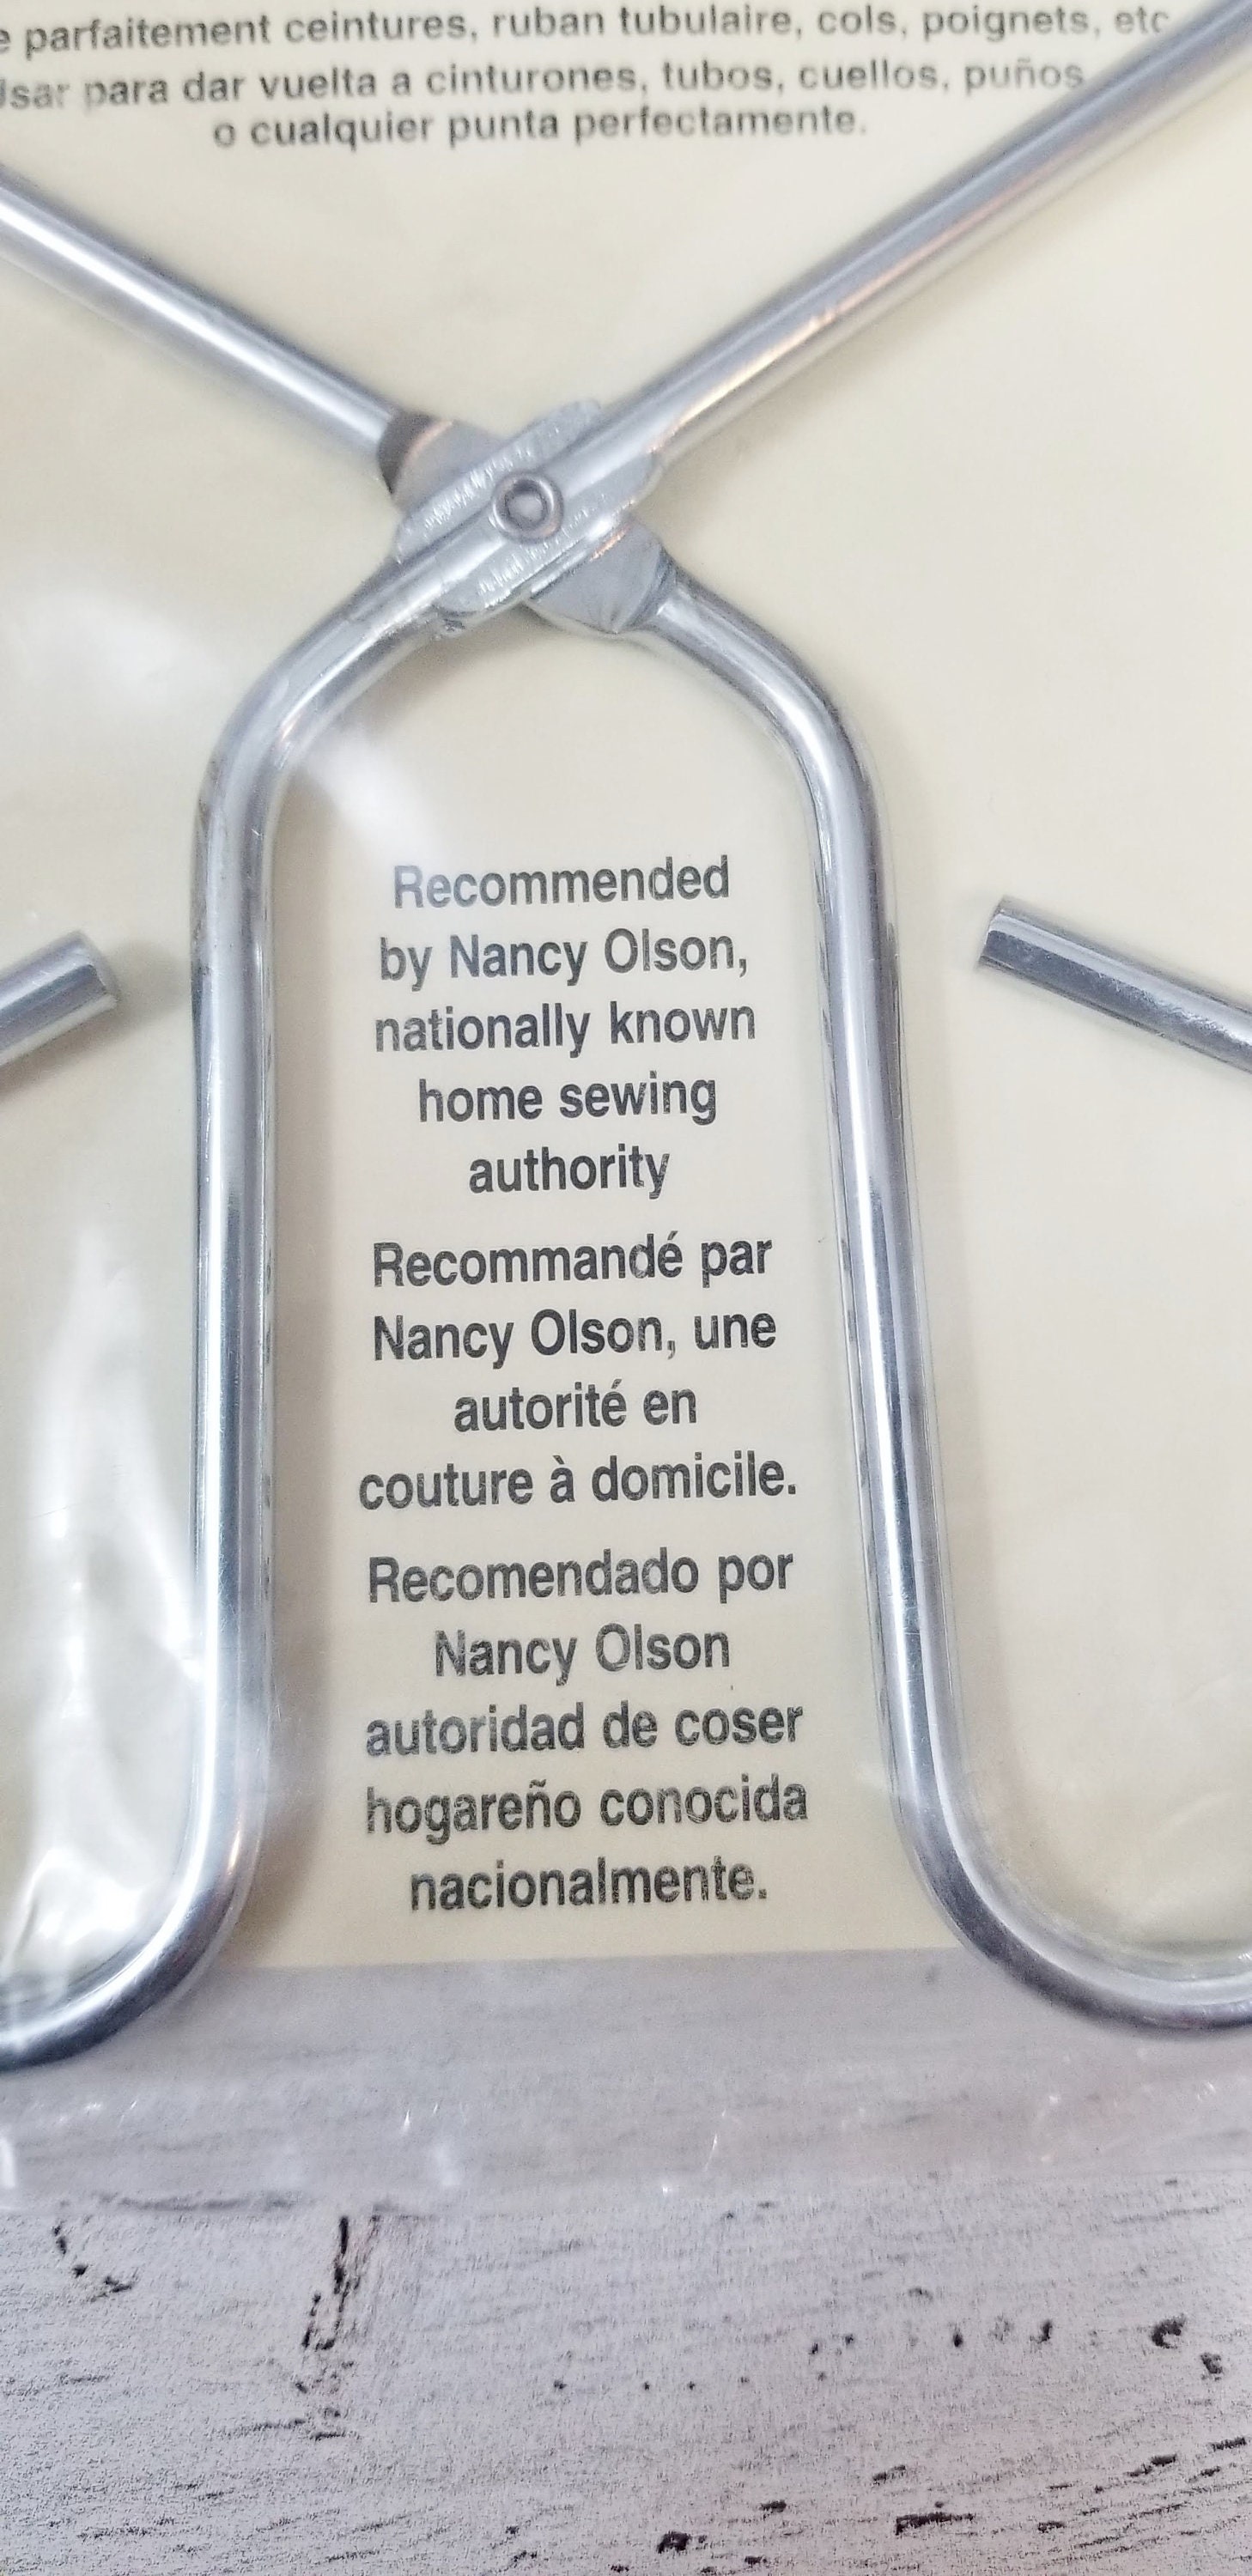 parfaitement ceintures, ruban tubulaire, cols, poignets, etc
para dar vuelta a cinturones, tubos, cuellos, puños
o cualquier punta perfectamente.
Recommended
by Nancy Olson,
nationally known
home sewing
authority
Recommandé par
Nancy Olson, une
autorité en
couture à domicile.
Recomendado por
Nancy Olson
autoridad de coser
hogareño conocida
nacionalmente.